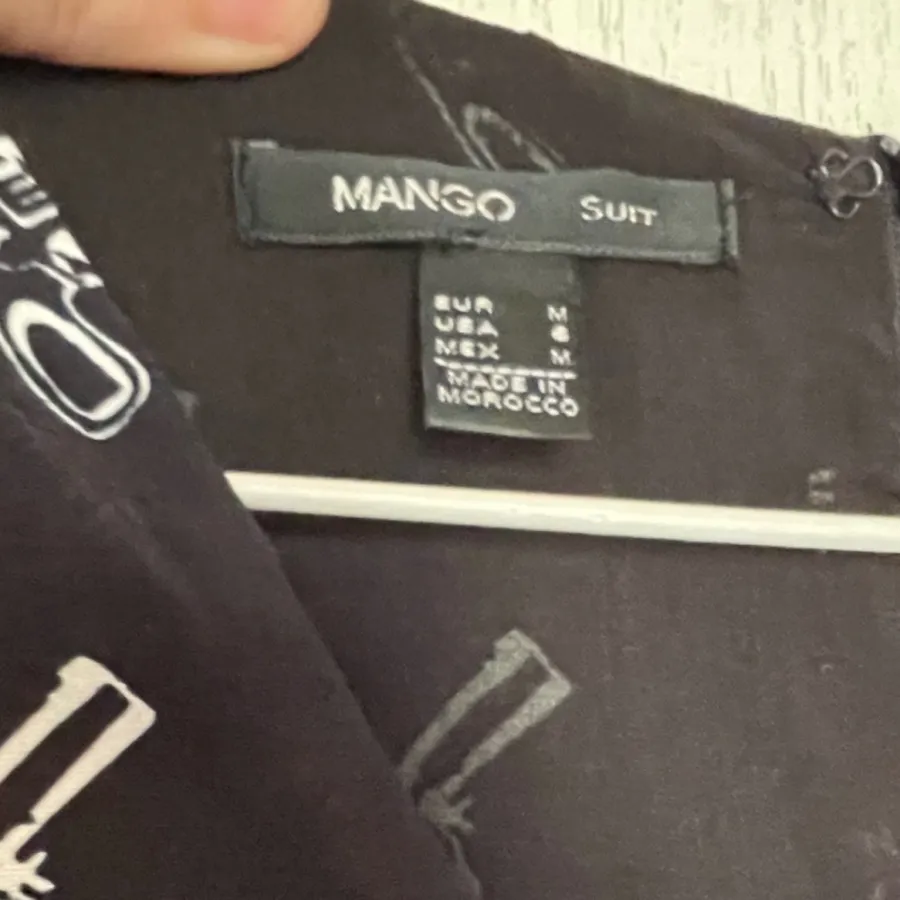 MANGO SUIT
EUR M
USA 6
MEX M
MADE IN
MOROCCO